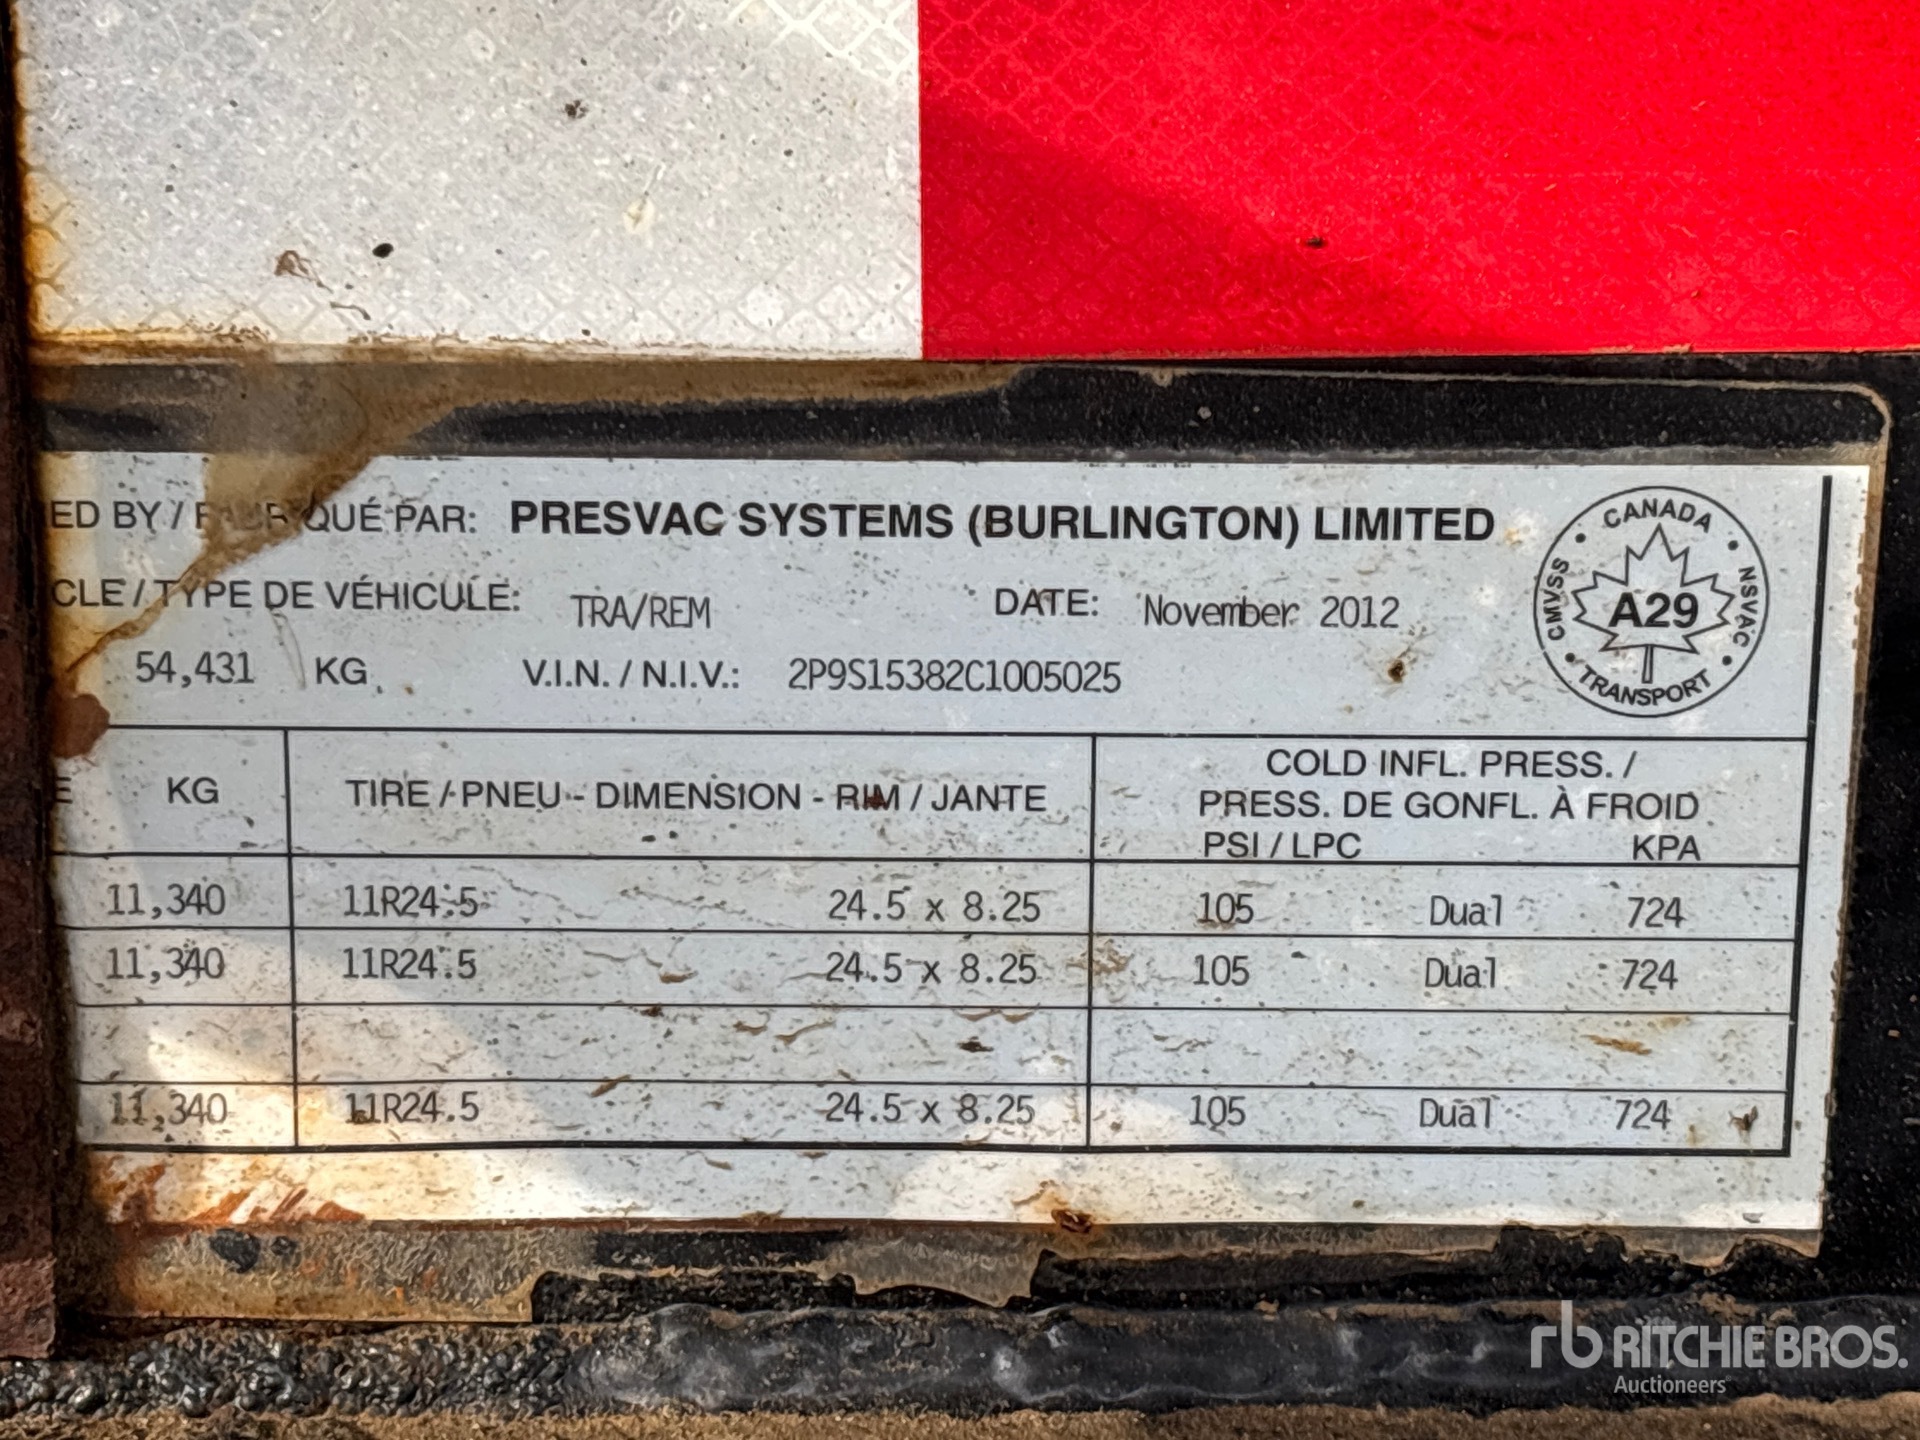 ED BY / FABRIQUÉ PAR: PRESVAC SYSTEMS (BURLINGTON) LIMITED
CLE / TYPE DE VÉHICULE: TRA/REM DATE: November 2012
54,431 KG V.I.N. / N.I.V.: 2P9S15382C1005025
CANADA
NSVAC
TRANSPORT
CMVSS
A29
E KG TIRE / PNEU - DIMENSION - RIM / JANTE
COLD INFL. PRESS. /
PRESS. DE GONFL. À FROID
PSI / LPC KPA
11,340 11R24.5 24.5 x 8.25 105 Dual 724
11,340 11R24.5 24.5 x 8.25 105 Dual 724
11,340 11R24.5 24.5 x 8.25 105 Dual 724
rb RITCHIE BROS.
Auctioneers